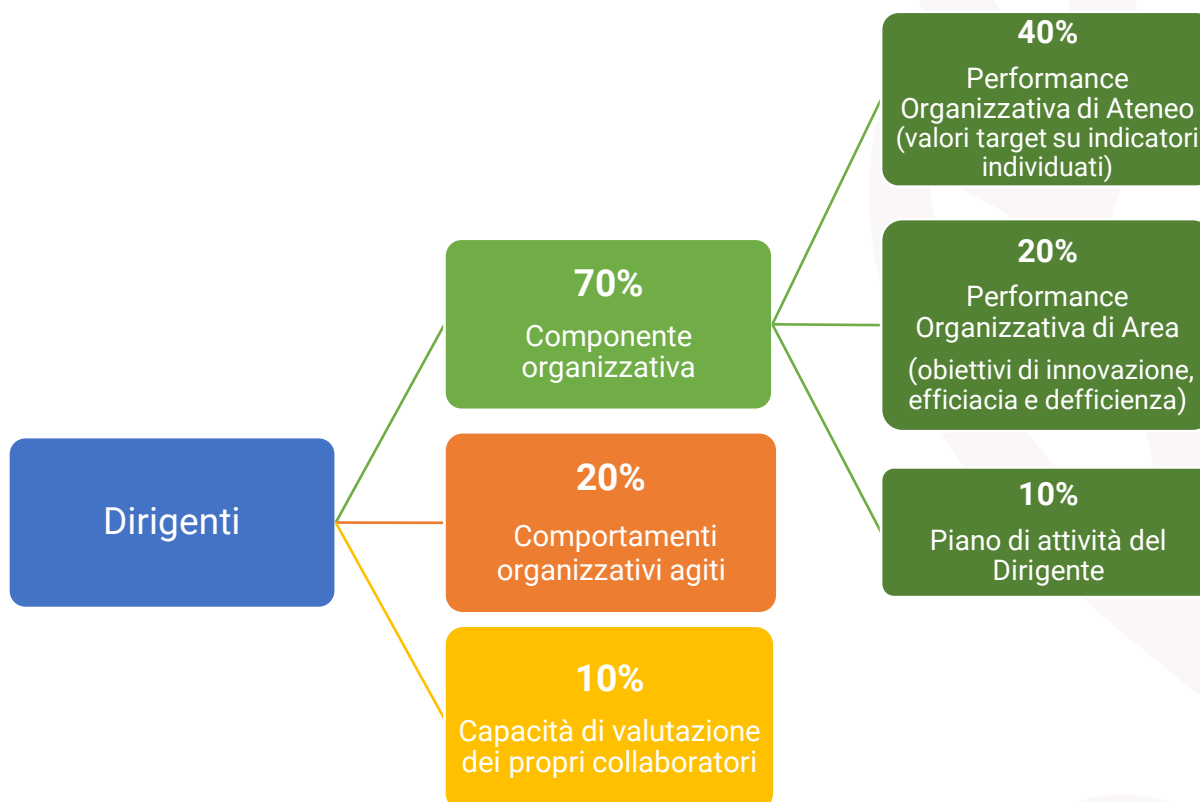 Dirigenti
70%
Componente
organizzativa
20%
Comportamenti
organizzativi agiti
10%
Capacità di valutazione
dei propri collaboratori
40%
Performance
Organizzativa di Ateneo
(valori target su indicatori
individuati)
20%
Performance
Organizzativa di Area
(obiettivi di innovazione,
efficiacia e defficienza)
10%
Piano di attività del
Dirigente